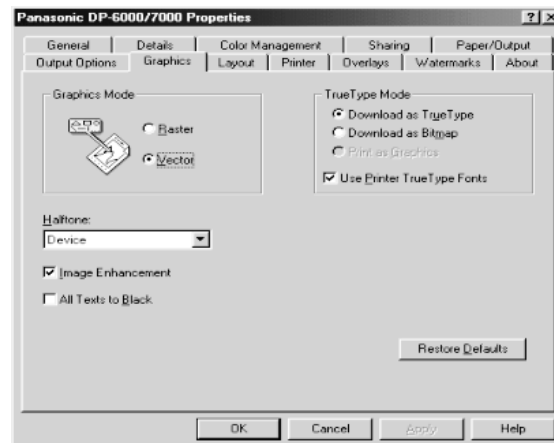 Panasonic DP-6000/7000 Properties
General Details Color Management Sharing Paper/Output
Output Options Graphics Layout Printer Overlays Watermarks About
Graphics Mode
Raster
Vector
TrueType Mode
Download as TrueType
Download as Bitmap
Print as Graphics
Use Printer TrueType Fonts
Halftone:
Device
Image Enhancement
All Texts to Black
Restore Defaults
OK Cancel Apply Help